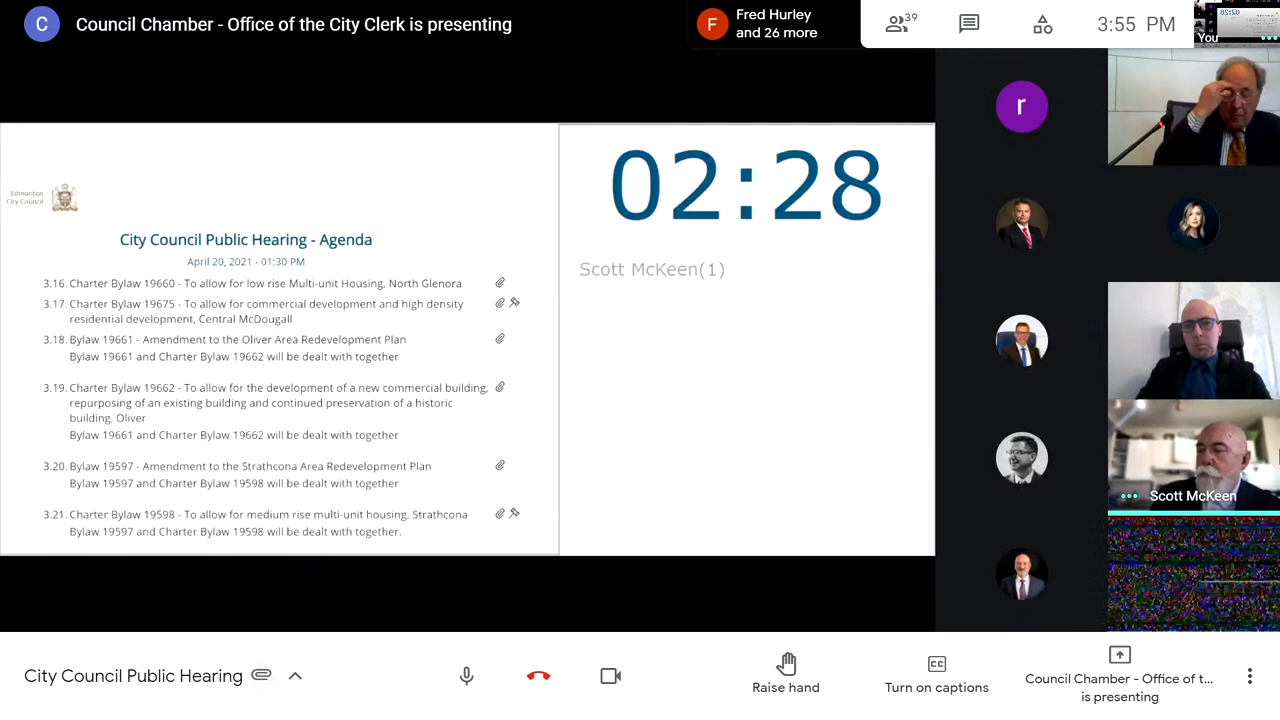 C
Council Chamber - Office of the City Clerk is presenting
F
Fred Hurley
and 26 more
39
3:55 PM
02:28
You
r
Edmonton
City Council
City Council Public Hearing - Agenda
April 20, 2021 - 01:30 PM
3.16. Charter Bylaw 19660 - To allow for low rise Multi-unit Housing, North Glenora
3.17. Charter Bylaw 19675 - To allow for commercial development and high density
residential development, Central McDougall
3.18. Bylaw 19661 - Amendment to the Oliver Area Redevelopment Plan
Bylaw 19661 and Charter Bylaw 19662 will be dealt with together
3.19. Charter Bylaw 19662 - To allow for the development of a new commercial building,
repurposing of an existing building and continued preservation of a historic
building, Oliver
Bylaw 19661 and Charter Bylaw 19662 will be dealt with together
3.20. Bylaw 19597 - Amendment to the Strathcona Area Redevelopment Plan
Bylaw 19597 and Charter Bylaw 19598 will be dealt with together
3.21. Charter Bylaw 19598 - To allow for medium rise multi-unit housing, Strathcona
Bylaw 19597 and Charter Bylaw 19598 will be dealt with together.
02:28
Scott McKeen(1)
Scott McKeen
City Council Public Hearing
Raise hand
CC
Turn on captions
Council Chamber - Office of t...
is presenting